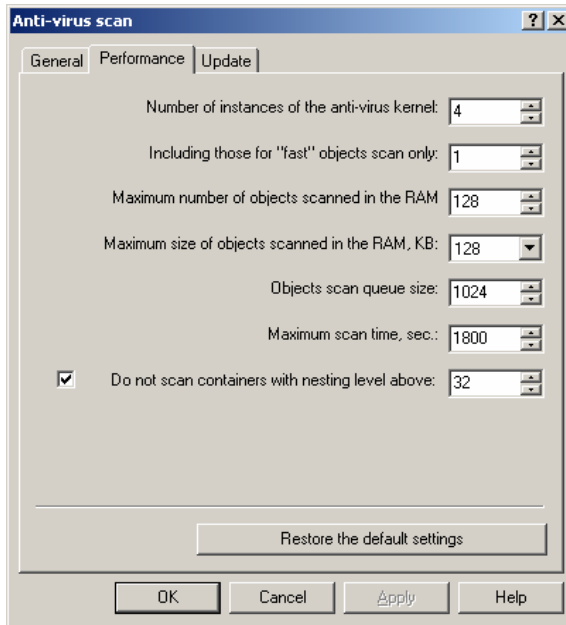 Anti-virus scan
General Performance Update
Number of instances of the anti-virus kernel: 4
Including those for "fast" objects scan only: 1
Maximum number of objects scanned in the RAM 128
Maximum size of objects scanned in the RAM, KB: 128
Objects scan queue size: 1024
Maximum scan time, sec.: 1800
Do not scan containers with nesting level above: 32
Restore the default settings
OK Cancel Apply Help